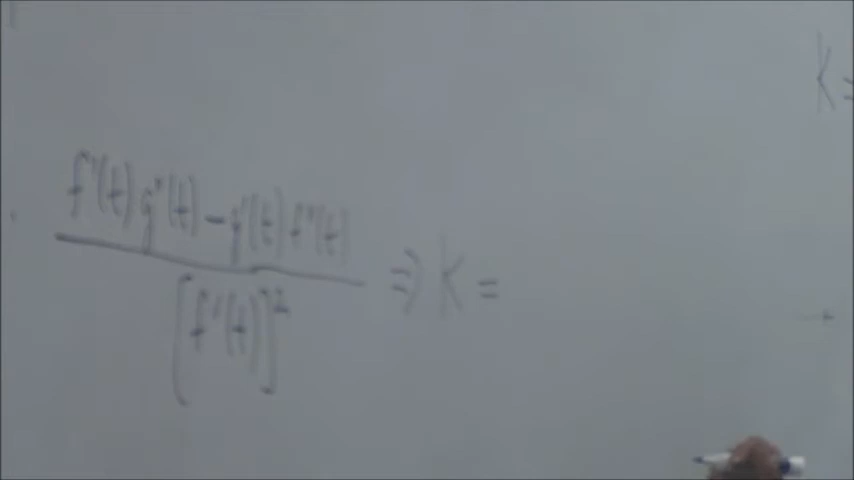 K =
f'(t) g''(t) - g'(t) f''(t)
[f'(t)]² ⇒ K =